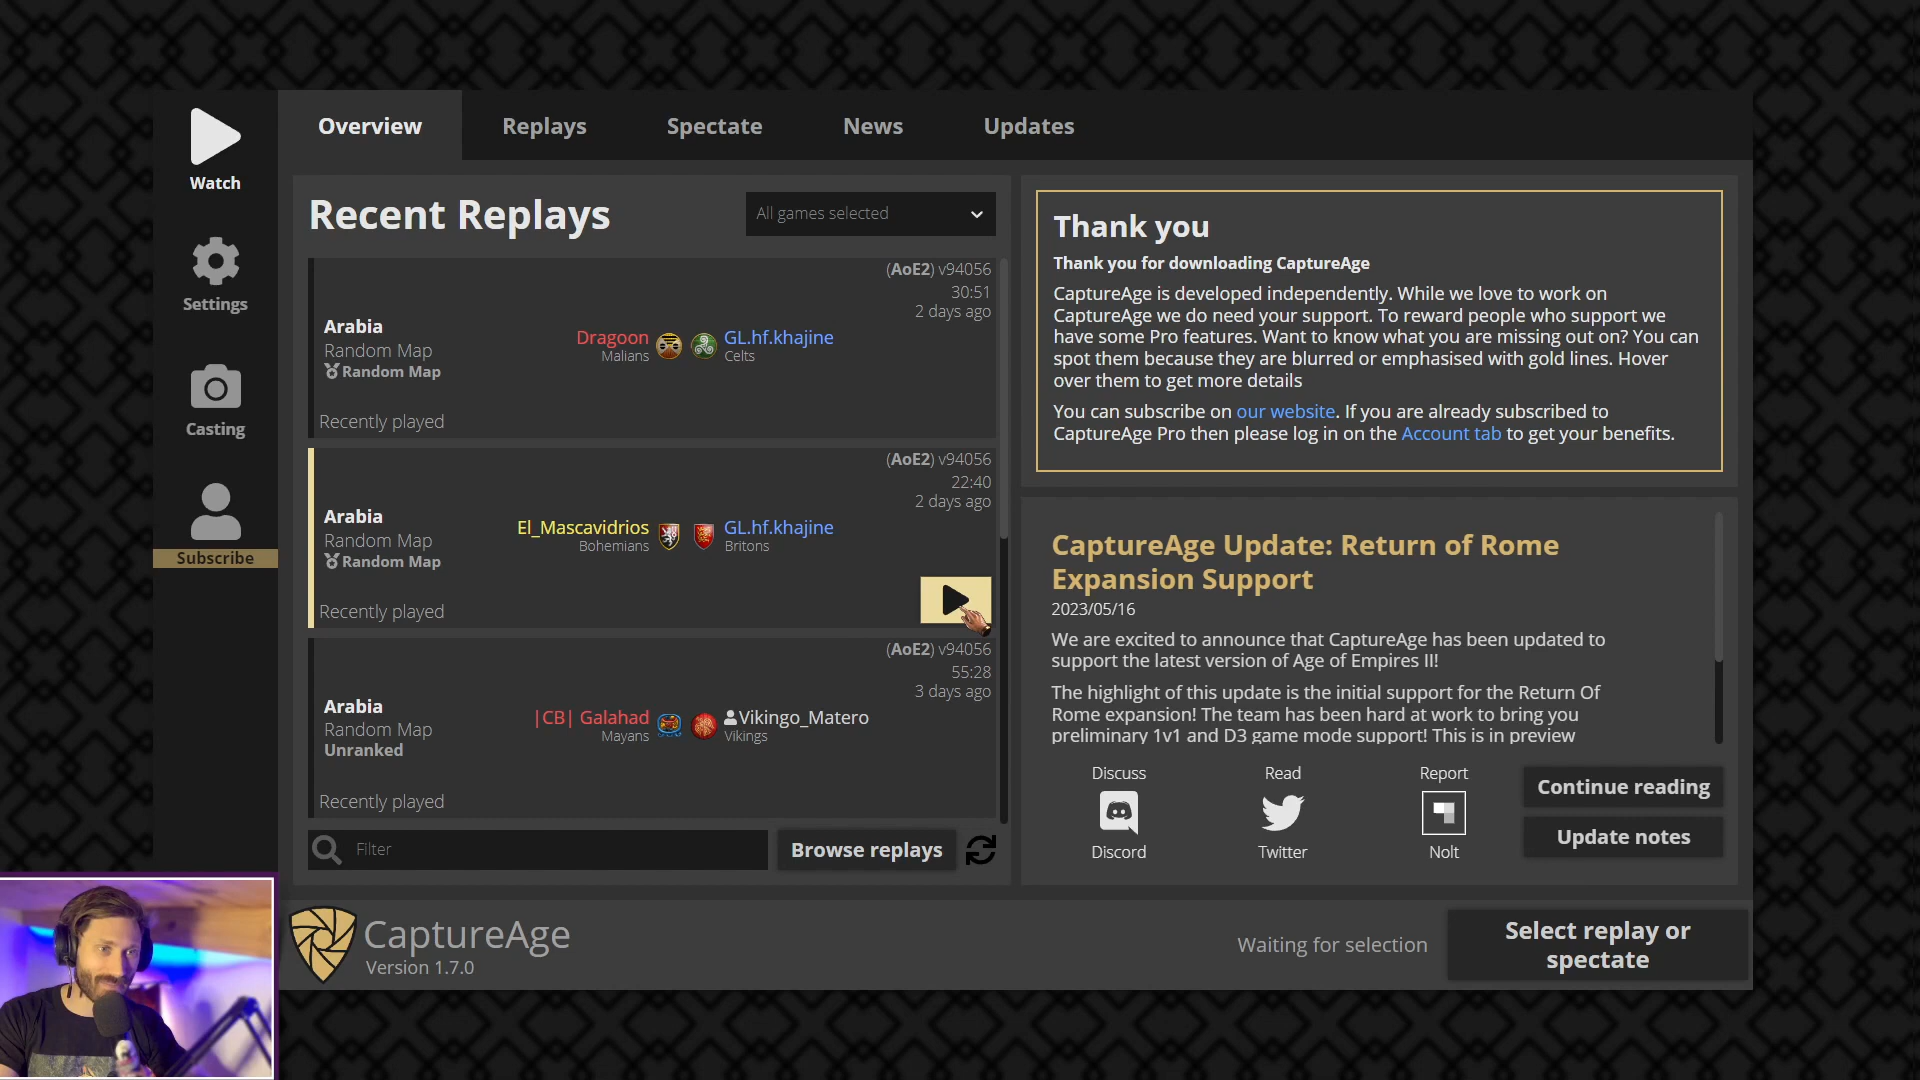 Watch
Settings
Casting
Subscribe
Overview
Replays
Spectate
News
Updates
Recent Replays
All games selected
(AoE2) v94056
30:51
2 days ago
Arabia
Random Map
Random Map
Dragoon
Malians
GL.hf.khajine
Celts
Recently played
(AoE2) v94056
22:40
2 days ago
Arabia
Random Map
Random Map
El_Mascavidrios
Bohemians
GL.hf.khajine
Britons
Recently played
(AoE2) v94056
55:28
3 days ago
Arabia
Random Map
Unranked
|CB| Galahad
Mayans
Vikingo_Matero
Vikings
Recently played
Filter
Browse replays
Thank you
Thank you for downloading CaptureAge
CaptureAge is developed independently. While we love to work on
CaptureAge we do need your support. To reward people who support we
have some Pro features. Want to know what you are missing out on? You can
spot them because they are blurred or emphasised with gold lines. Hover
over them to get more details
You can subscribe on our website. If you are already subscribed to
CaptureAge Pro then please log in on the Account tab to get your benefits.
CaptureAge Update: Return of Rome
Expansion Support
2023/05/16
We are excited to announce that CaptureAge has been updated to
support the latest version of Age of Empires II!
The highlight of this update is the initial support for the Return Of
Rome expansion! The team has been hard at work to bring you
preliminary 1v1 and D3 game mode support! This is in preview
Discuss
Discord
Read
Twitter
Report
Nolt
Continue reading
Update notes
CaptureAge
Version 1.7.0
Waiting for selection
Select replay or
spectate